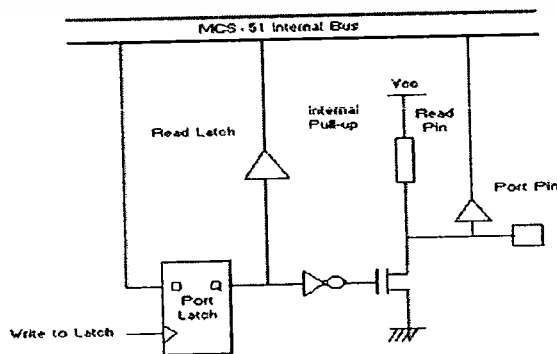 MCS-51 Internal Bus
Vcc
Internal
Pull-up
Read
Pin
Read Latch
Port Pin
D Q
Port
Latch
Write to Latch